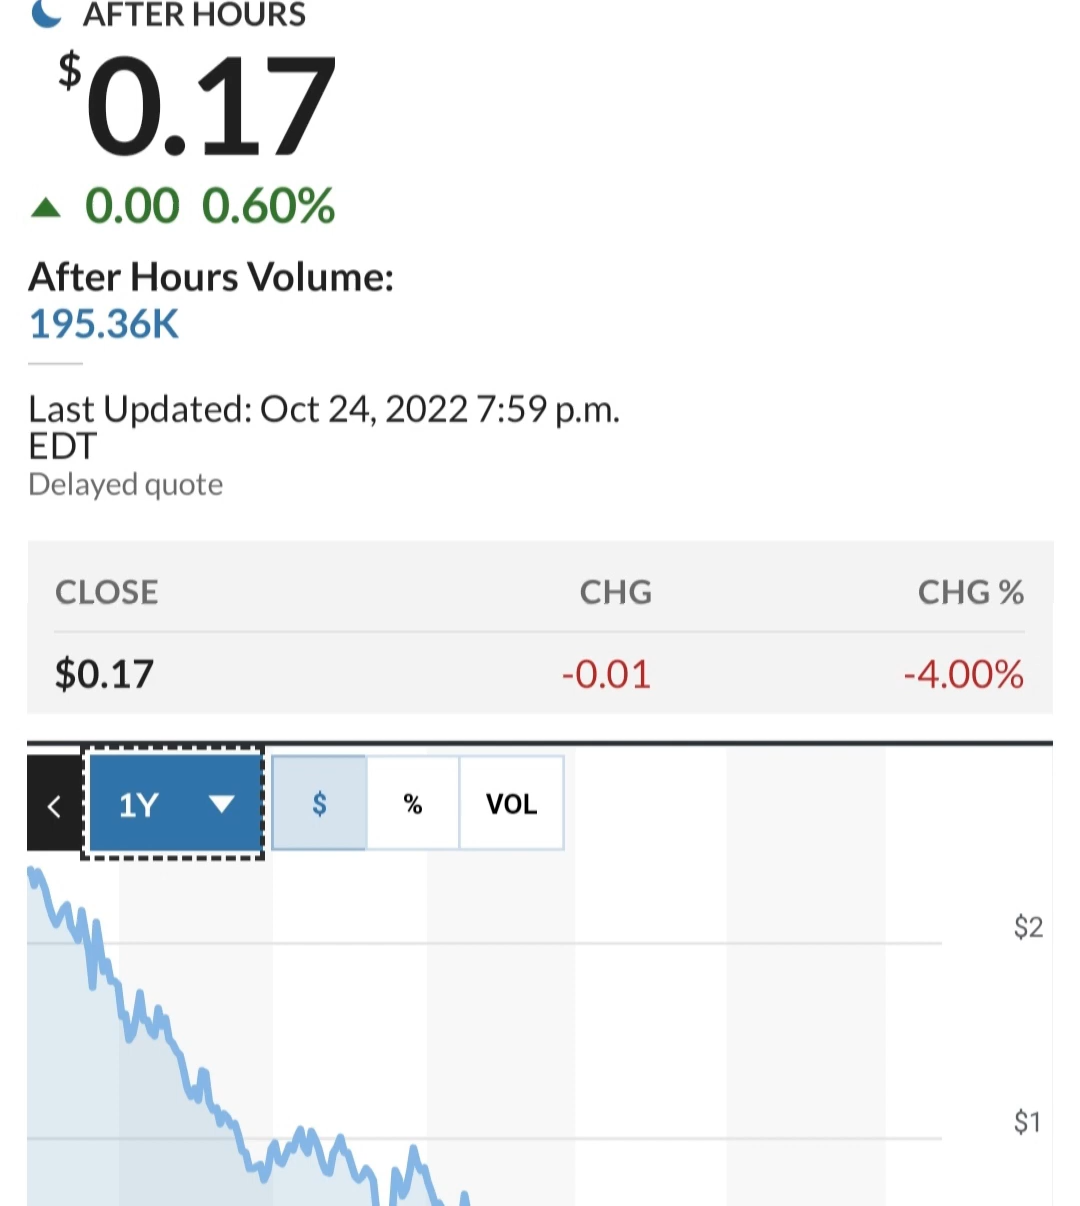 AFTER HOURS
$0.17
0.00 0.60%
After Hours Volume:
195.36K
Last Updated: Oct 24, 2022 7:59 p.m.
EDT
Delayed quote
CLOSE CHG CHG %
$0.17 -0.01 -4.00%
1Y $ % VOL
$2
$1